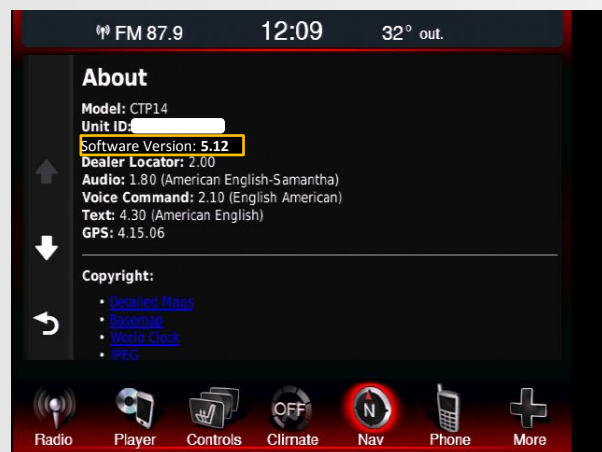 FM 87.9 12:09 32° out.
About
Model: CTP14
Unit ID:
Software Version: 5.12
Dealer Locator: 2.00
Audio: 1.80 (American English-Samantha)
Voice Command: 2.10 (English American)
Text: 4.30 (American English)
GPS: 4.15.06
Copyright:
• Detailed Maps
• Basemap
• World Clock
• JPEG
OFF
N
Radio Player Controls Climate Nav Phone More